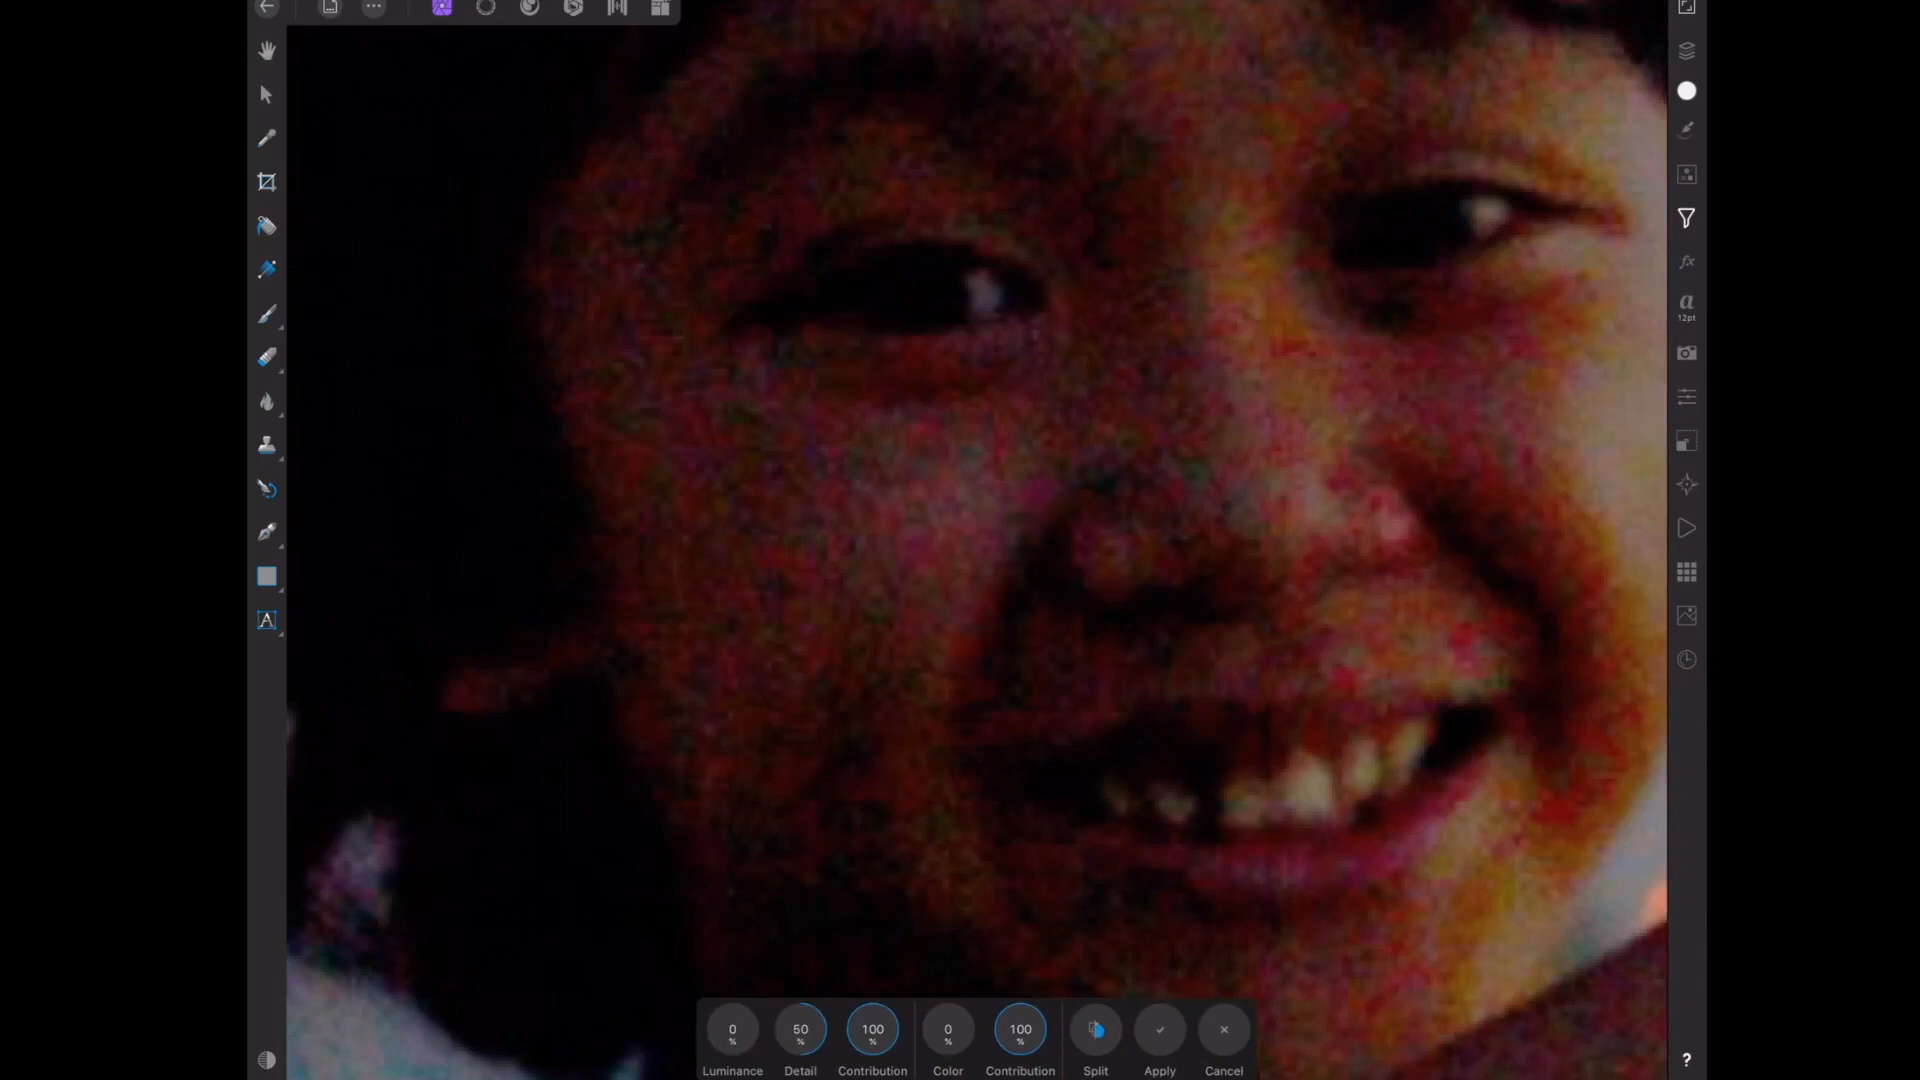 12pt
A
0 % 50 % 100 % 0 % 100 %
Luminance Detail Contribution Color Contribution Split Apply Cancel
?